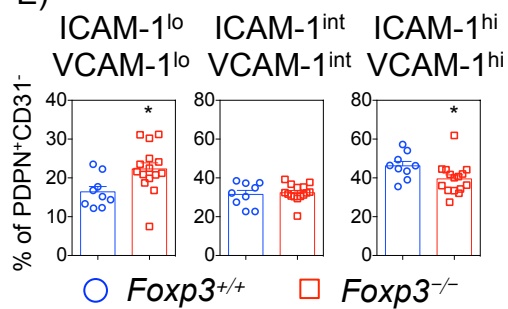 E)
ICAM-1ˡᵒ ICAM-1ⁱⁿᵗ ICAM-1ʰⁱ
VCAM-1ˡᵒ VCAM-1ⁱⁿᵗ VCAM-1ʰⁱ
% of PDPN⁺CD31⁻
40 30 20 10 0
*
80 60 40 20 0
80 60 40 20 0
*
Foxp3⁺/⁺ Foxp3⁻/⁻